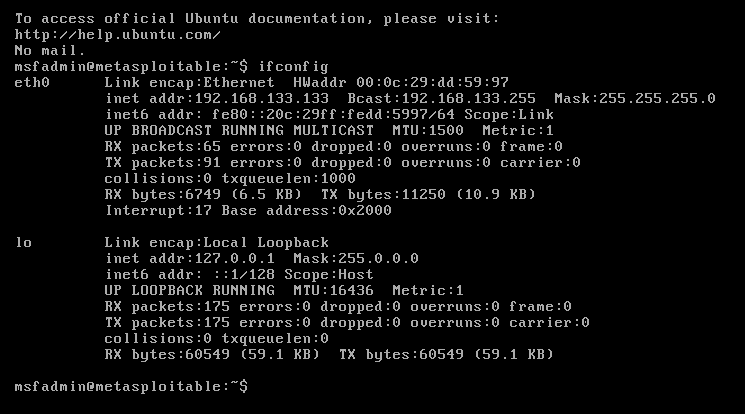 To access official Ubuntu documentation, please visit:
http://help.ubuntu.com/
No mail.
msfadmin@metasploitable:~$ ifconfig
eth0      Link encap:Ethernet  HWaddr 00:0c:29:dd:59:97
          inet addr:192.168.133.133  Bcast:192.168.133.255  Mask:255.255.255.0
          inet6 addr: fe80::20c:29ff:fedd:5997/64 Scope:Link
          UP BROADCAST RUNNING MULTICAST  MTU:1500  Metric:1
          RX packets:65 errors:0 dropped:0 overruns:0 frame:0
          TX packets:91 errors:0 dropped:0 overruns:0 carrier:0
          collisions:0 txqueuelen:1000
          RX bytes:6749 (6.5 KB)  TX bytes:11250 (10.9 KB)
          Interrupt:17 Base address:0x2000
lo        Link encap:Local Loopback
          inet addr:127.0.0.1  Mask:255.0.0.0
          inet6 addr: ::1/128 Scope:Host
          UP LOOPBACK RUNNING  MTU:16436  Metric:1
          RX packets:175 errors:0 dropped:0 overruns:0 frame:0
          TX packets:175 errors:0 dropped:0 overruns:0 carrier:0
          collisions:0 txqueuelen:0
          RX bytes:60549 (59.1 KB)  TX bytes:60549 (59.1 KB)
msfadmin@metasploitable:~$